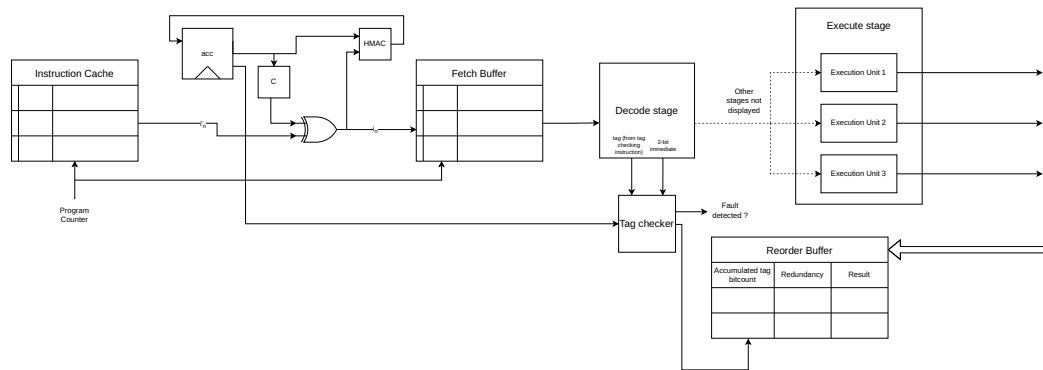 Instruction Cache
Program
Counter
acc
C
HMAC
i'n
in
Fetch Buffer
Decode stage
tag (from tag
checking
instruction)
2-bit
immediate
Other
stages not
displayed
Execute stage
Execution Unit 1
Execution Unit 2
Execution Unit 3
Tag checker
Fault
detected ?
Reorder Buffer
Accumulated tag
bitcount
Redundancy
Result